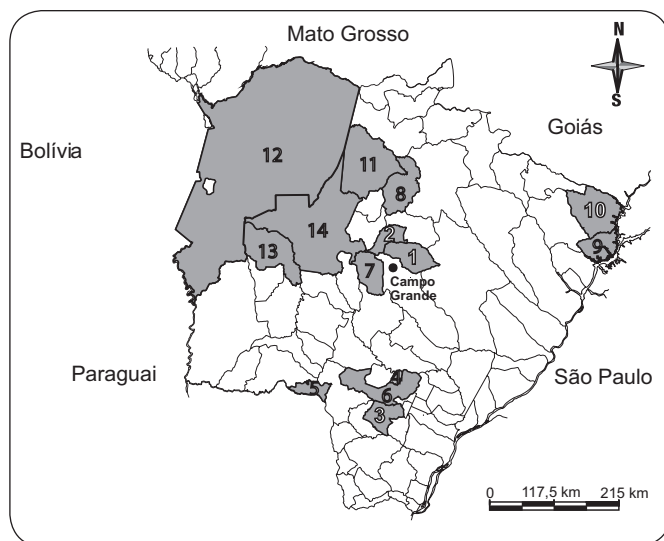 Mato Grosso
N
S
Goiás
Bolívia
12
11
8
10
14
2
13
1
9
7
Campo
Grande
Paraguai
São Paulo
4
5
6
3
0 117,5 km 215 km